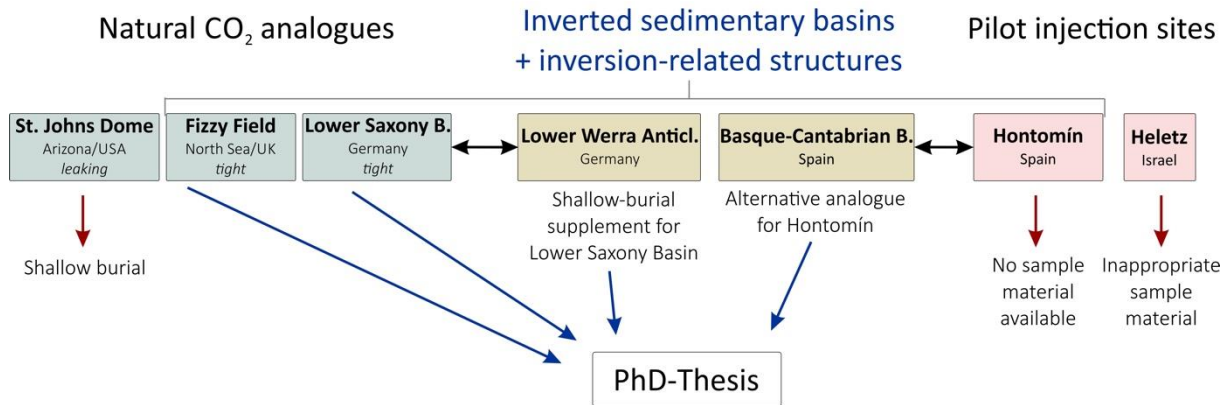 Natural CO₂ analogues
Inverted sedimentary basins
+ inversion-related structures
Pilot injection sites
St. Johns Dome
Arizona/USA
leaking
Fizzy Field
North Sea/UK
tight
Lower Saxony B.
Germany
tight
Lower Werra Anticl.
Germany
Basque-Cantabrian B.
Spain
Hontomín
Spain
Heletz
Israel
Shallow burial
Shallow-burial
supplement for
Lower Saxony Basin
Alternative analogue
for Hontomín
No sample
material
available
Inappropriate
sample
material
PhD-Thesis